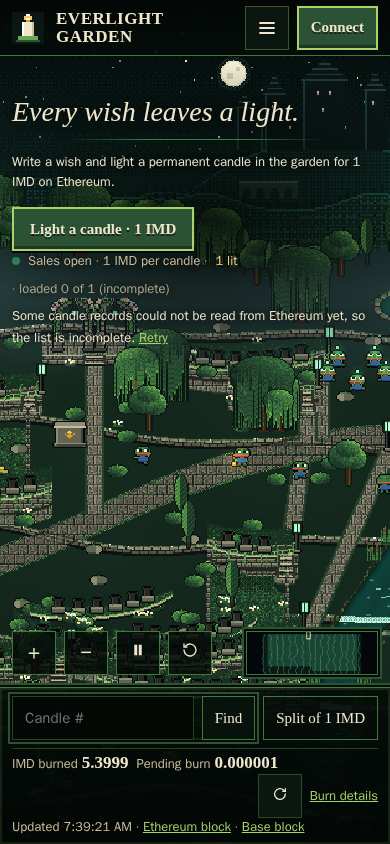 EVERLIGHT
GARDEN
Connect
Every wish leaves a light.
Write a wish and light a permanent candle in the garden for 1
IMD on Ethereum.
Light a candle · 1 IMD
Sales open · 1 IMD per candle · 1 lit
· loaded 0 of 1 (incomplete)
Some candle records could not be read from Ethereum yet, so
the list is incomplete. Retry
Candle #
Find
Split of 1 IMD
IMD burned 5.3999 Pending burn 0.000001
Burn details
Updated 7:39:21 AM · Ethereum block · Base block